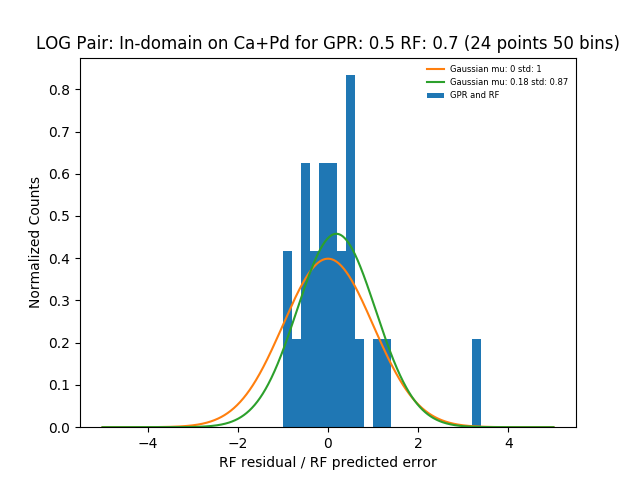 LOG Pair: In-domain on Ca+Pd for GPR: 0.5 RF: 0.7 (24 points 50 bins)
Gaussian mu: 0 std: 1
Gaussian mu: 0.18 std: 0.87
GPR and RF
Normalized Counts
0.8
0.7
0.6
0.5
0.4
0.3
0.2
0.1
0.0
−4
−2
0
2
4
RF residual / RF predicted error